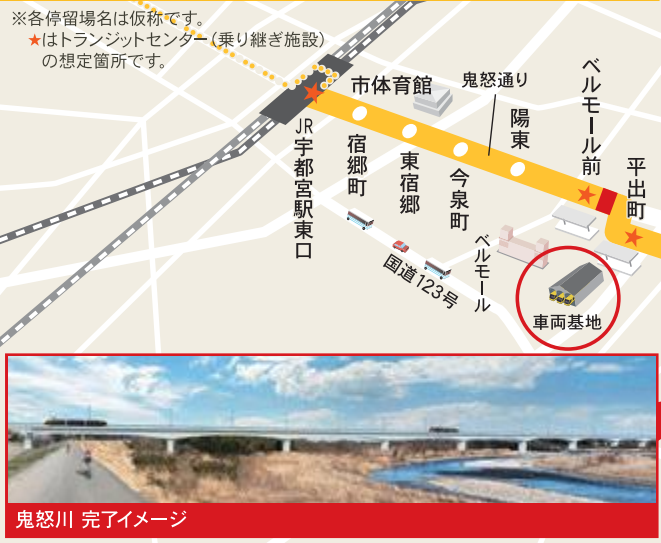 ※各停留場名は仮称です。
★はトランジットセンター（乗り継ぎ施設）
の想定箇所です。
市体育館
鬼怒通り
JR宇都宮駅東口
宿郷町
東宿郷
今泉町
陽東
ベルモール前
平出町
国道123号
ベルモール
車両基地
鬼怒川 完了イメージ